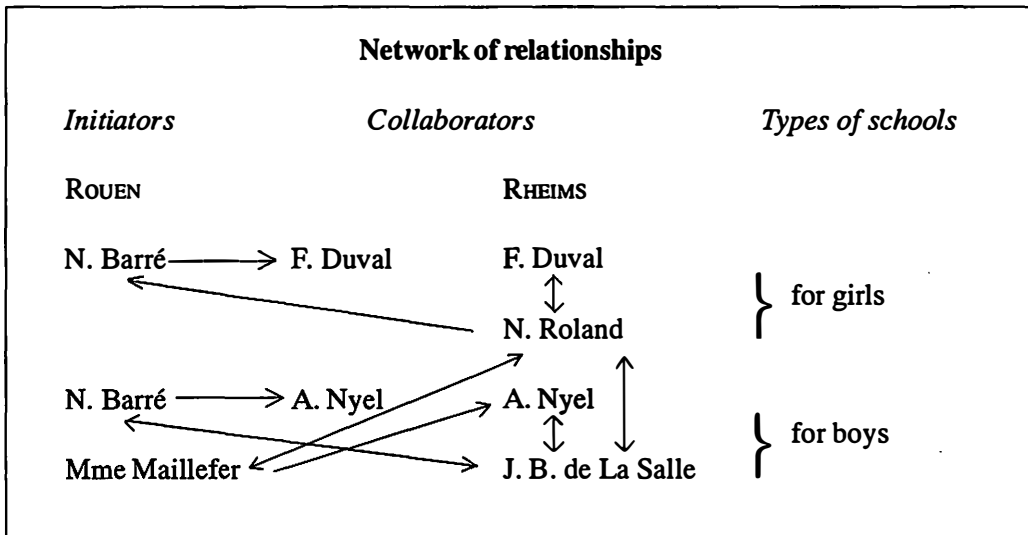 Network of relationships
Initiators Collaborators Types of schools
ROUEN RHEIMS
N. Barré F. Duval F. Duval
for girls
N. Roland
N. Barré A. Nyel A. Nyel
for boys
Mme Maillefer J. B. de La Salle